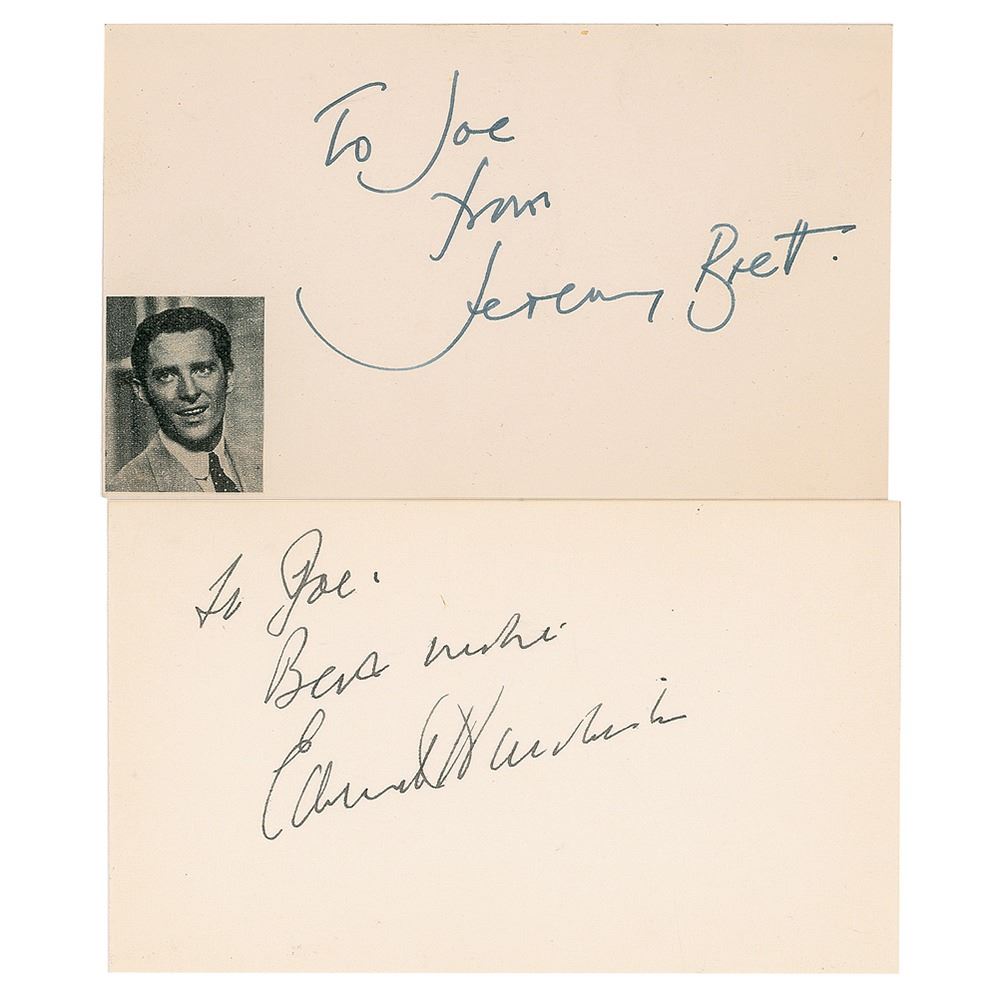 To Joe
from
Jeremy Brett.
To Joe.
Best wishes
Edward Hardwicke